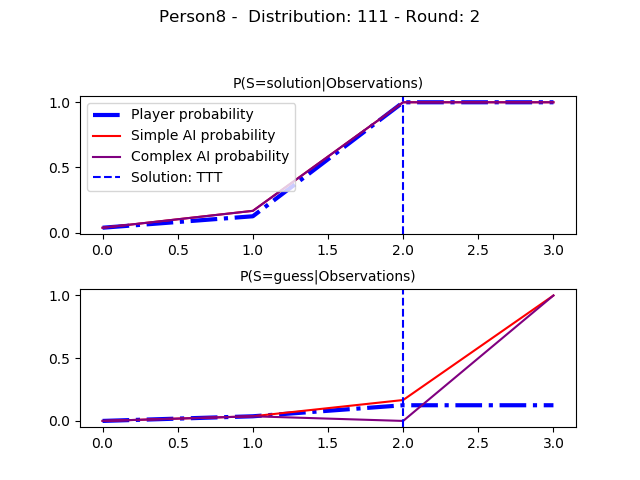 Person8 -  Distribution: 111 - Round: 2
P(S=solution|Observations)
1.0
0.5
0.0
Player probability
Simple AI probability
Complex AI probability
Solution: TTT
0.0 0.5 1.0 1.5 2.0 2.5 3.0
P(S=guess|Observations)
1.0
0.5
0.0
0.0 0.5 1.0 1.5 2.0 2.5 3.0